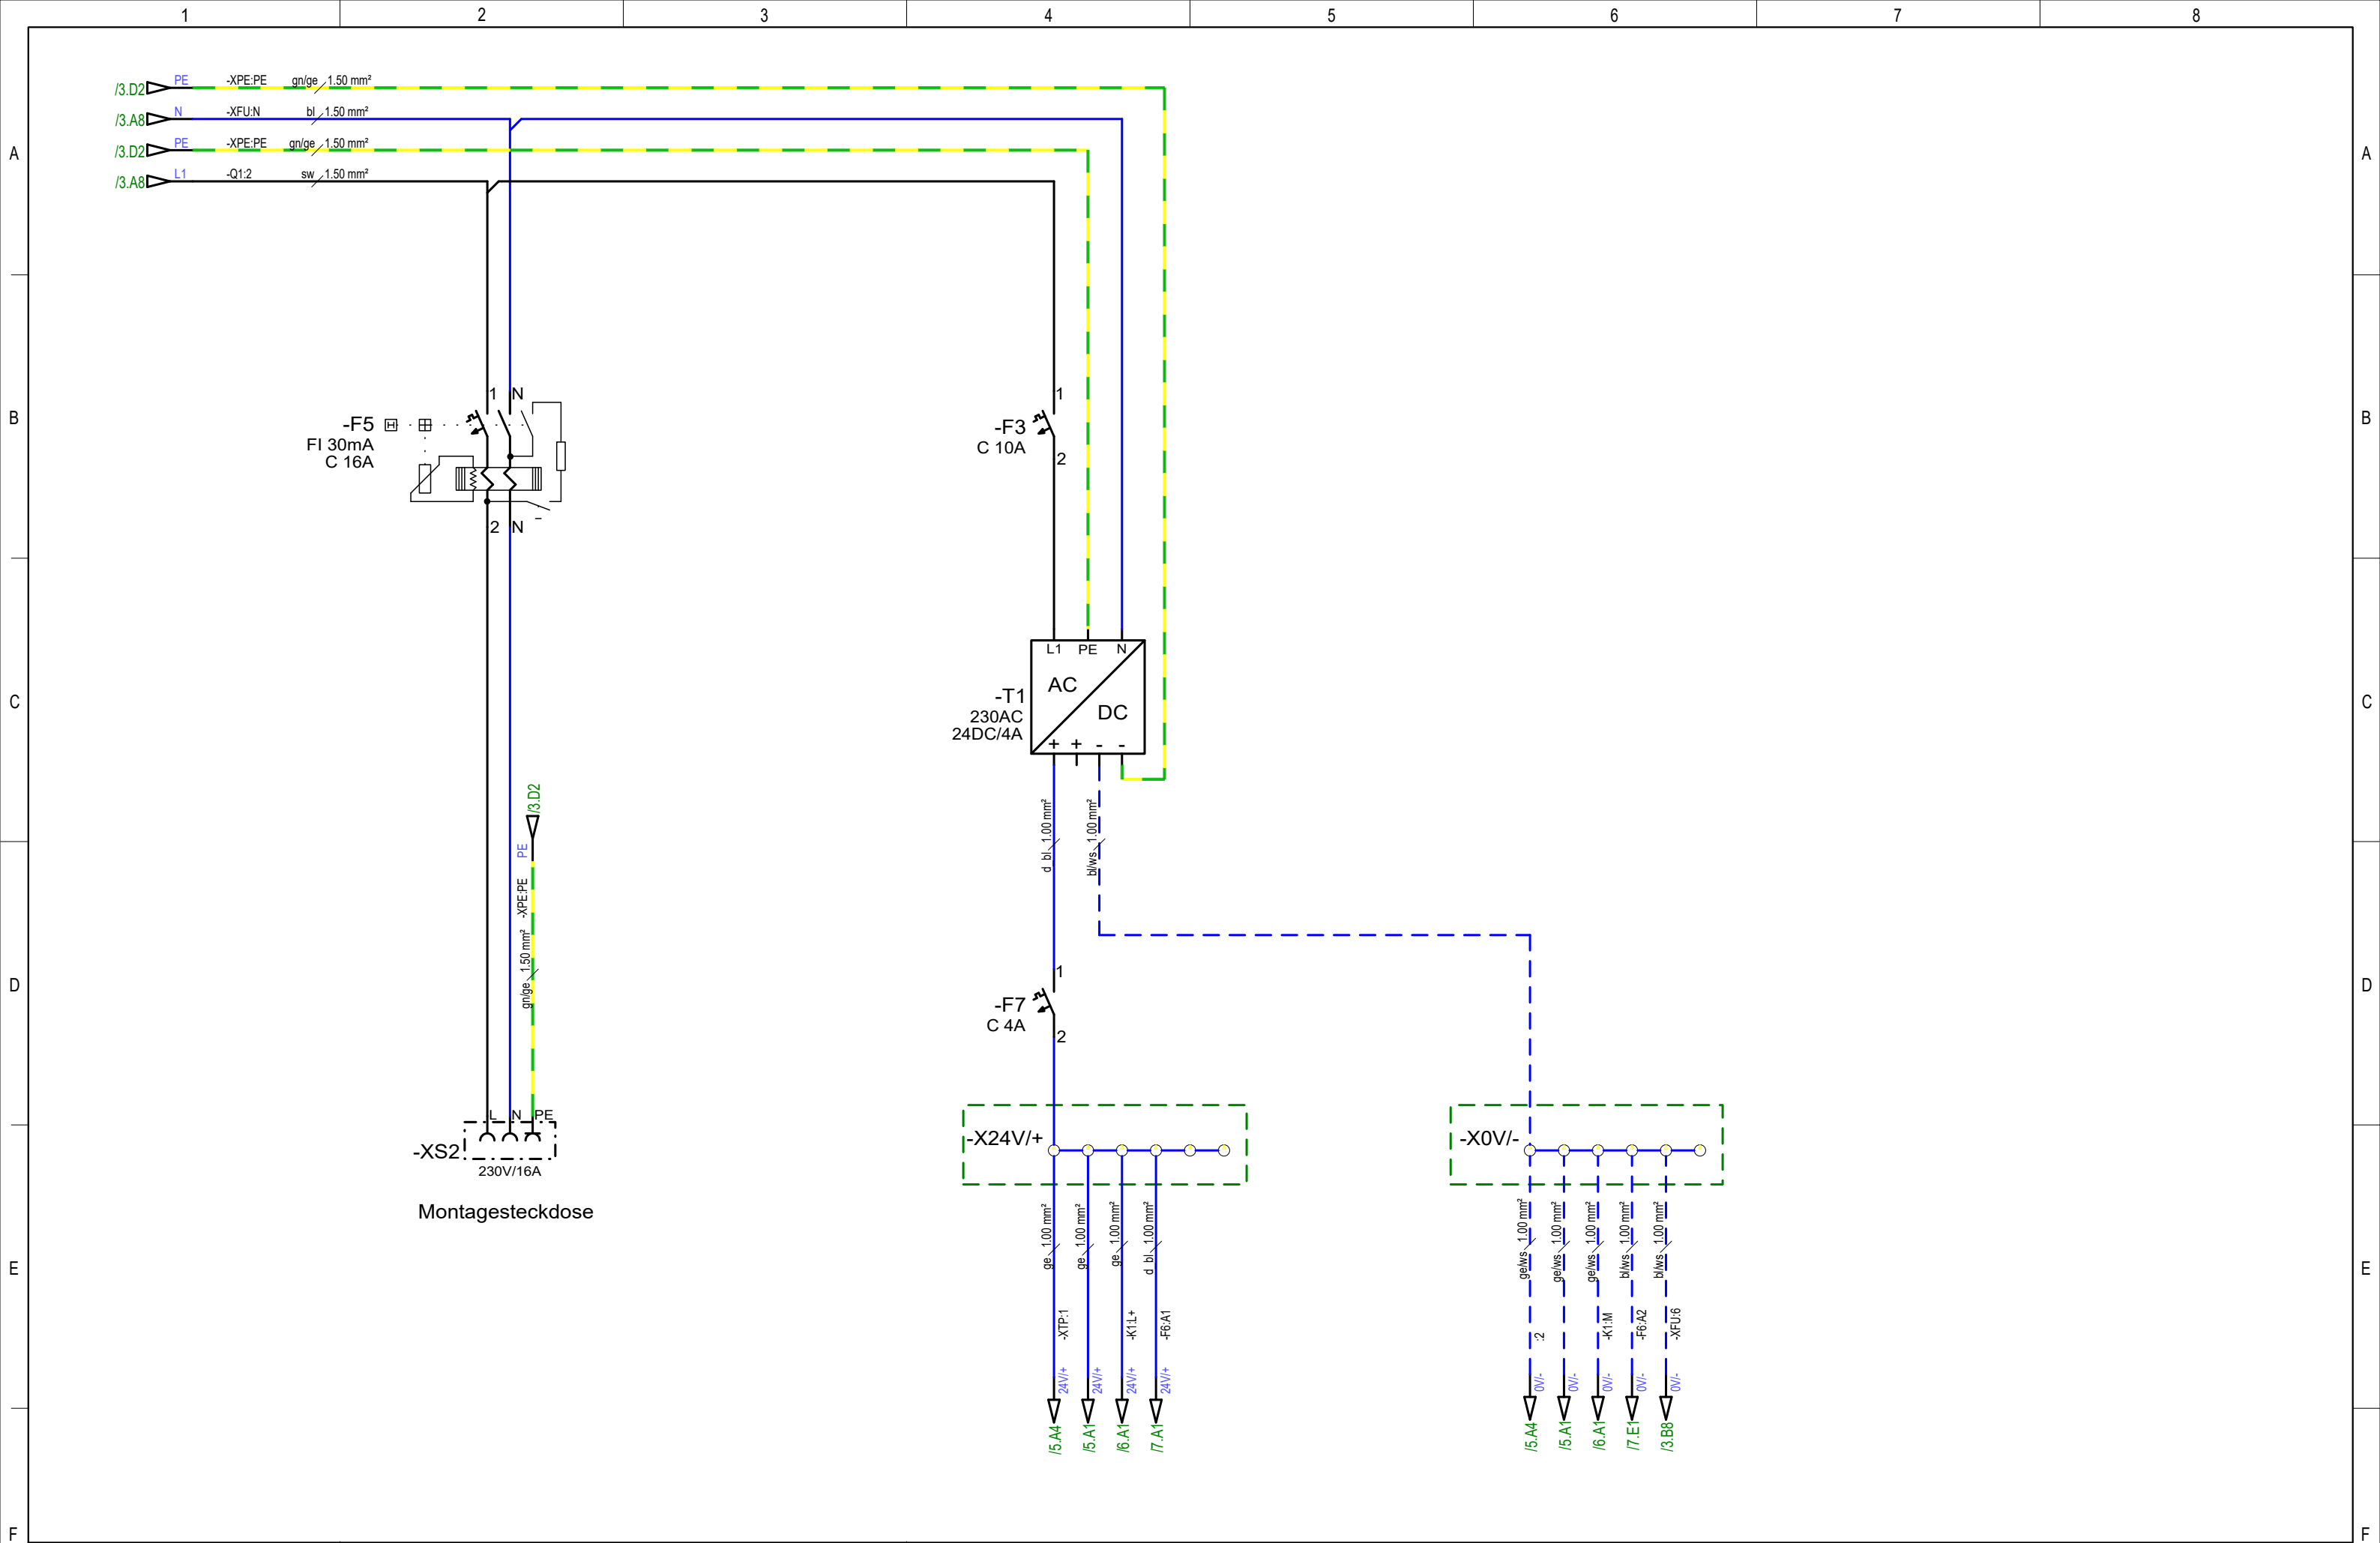 1 2 3 4 5 6 7 8
/3.D2 PE -XPE:PE gn/ge 1.50 mm²
/3.A8 N -XFU:N bl 1.50 mm²
/3.D2 PE -XPE:PE gn/ge 1.50 mm²
/3.A8 L1 -Q1:2 sw 1.50 mm²
A A
B B
1 N
-F5
FI 30mA
C 16A
2 N
1
-F3
C 10A
2
C C
L1 PE N
AC
DC
-T1
230AC
24DC/4A
+ + - -
/3.D2
PE
-XPE:PE
gn/ge 1.50 mm²
d bl 1.00 mm²
bl/ws 1.00 mm²
D D
1
-F7
C 4A
2
L N PE
-XS2
230V/16A
Montagesteckdose
-X24V/+
-X0V/-
E E
ge 1.00 mm²
ge 1.00 mm²
ge 1.00 mm²
d bl 1.00 mm²
ge/ws 1.00 mm²
ge/ws 1.00 mm²
ge/ws 1.00 mm²
bl/ws 1.00 mm²
bl/ws 1.00 mm²
-XTP:1
-K1:L+
-F6:A1
:2
-K1:M
-F6:A2
-XFU:6
24V/+
24V/+
24V/+
24V/+
0V/-
0V/-
0V/-
0V/-
0V/-
/5.A4
/5.A1
/6.A1
/7.A1
/5.A4
/5.A1
/6.A1
/7.E1
/3.B8
F F